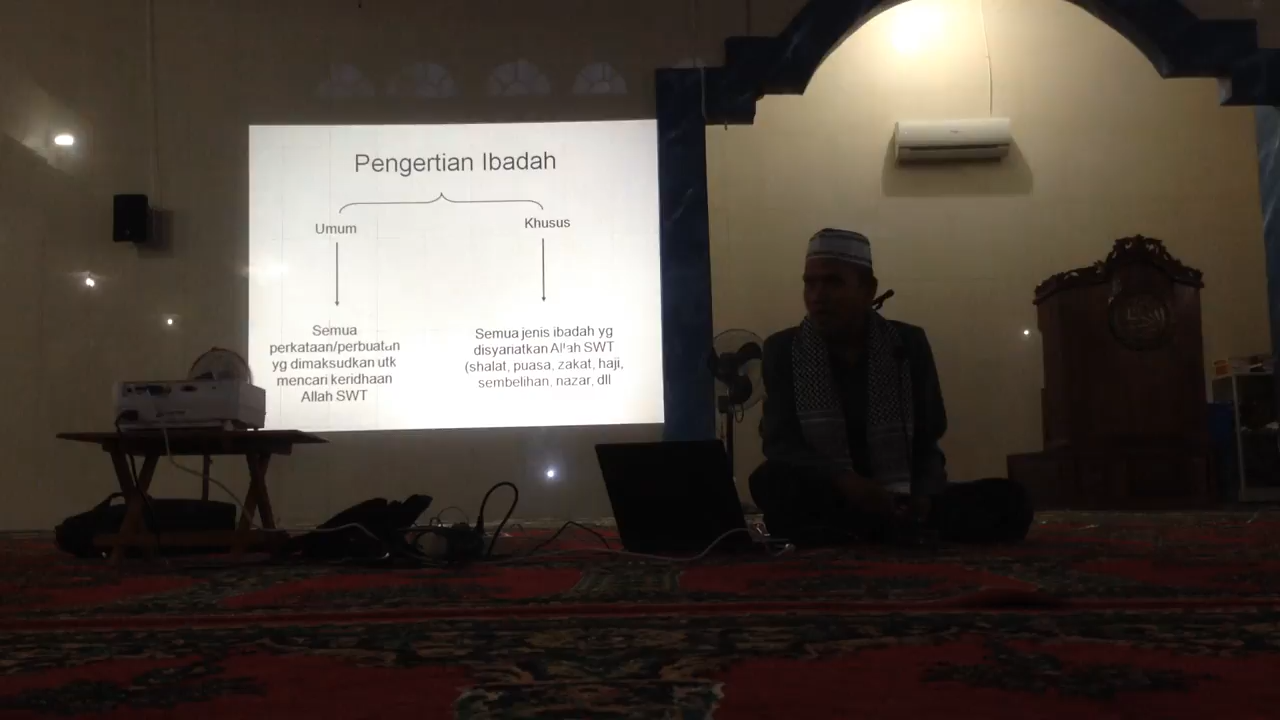 Pengertian Ibadah
Umum
Khusus
Semua
perkataan/perbuatan
yg dimaksudkan utk
mencari keridhaan
Allah SWT
Semua jenis ibadah yg
disyariatkan Allah SWT
(shalat, puasa, zakat, haji,
sembelihan, nazar, dll